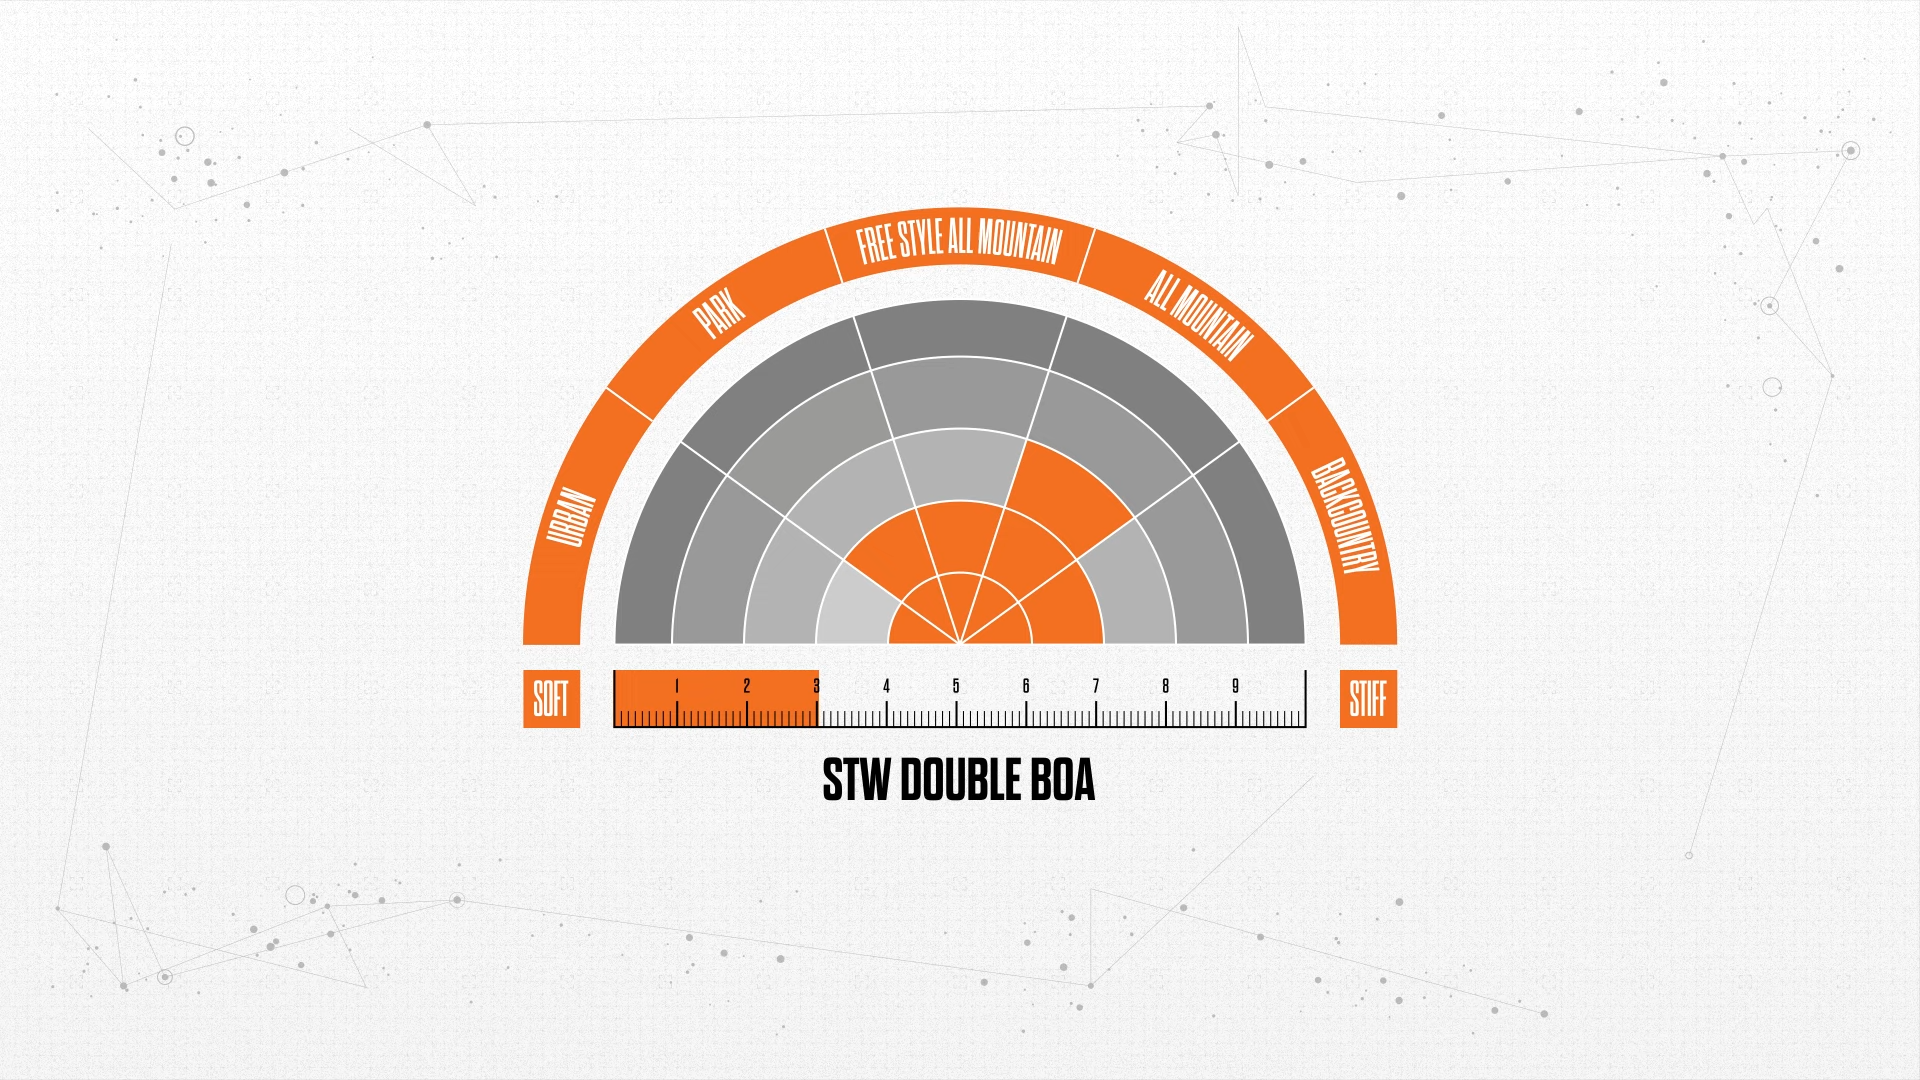 FREE STYLE ALL MOUNTAIN
PARK
ALL MOUNTAIN
URBAN
BACKCOUNTRY
SOFT
1 2 3 4 5 6 7 8 9
STIFF
STW DOUBLE BOA